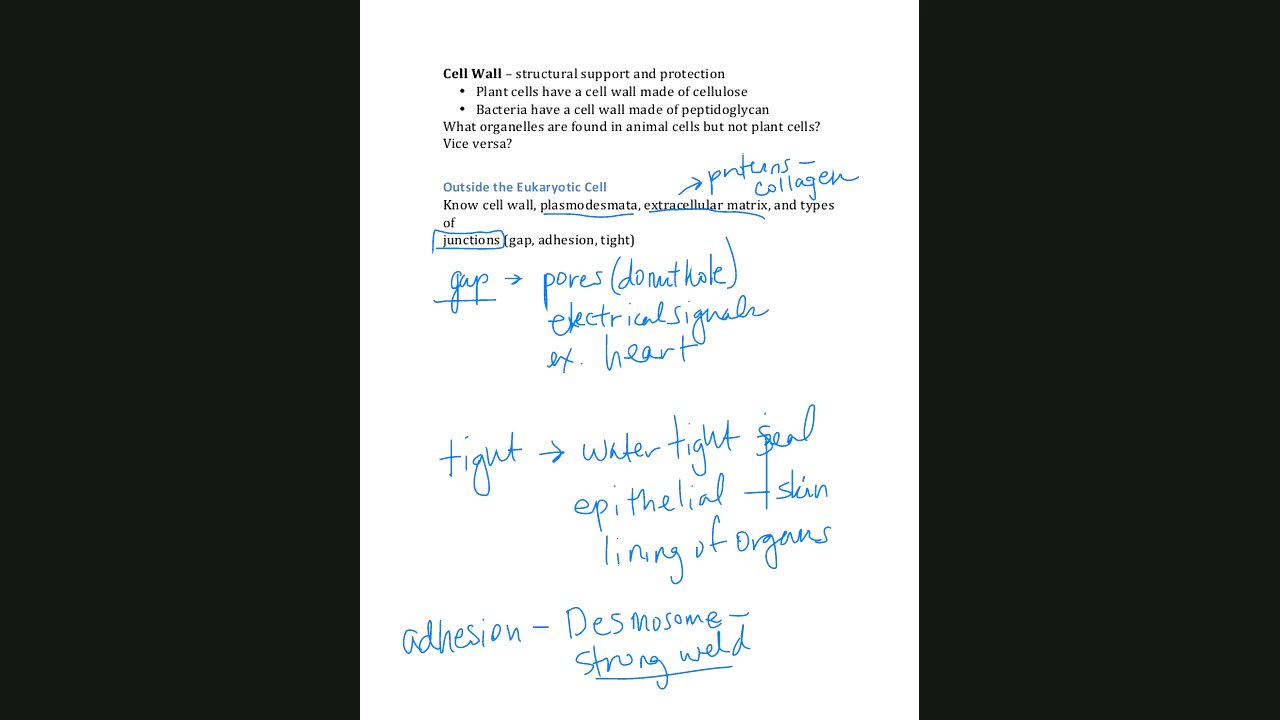 Cell Wall – structural support and protection
• Plant cells have a cell wall made of cellulose
• Bacteria have a cell wall made of peptidoglycan
What organelles are found in animal cells but not plant cells?
Vice versa?
→ proteins –
collagen
Outside the Eukaryotic Cell
Know cell wall, plasmodesmata, extracellular matrix, and types
of
junctions (gap, adhesion, tight)
gap → pores (donut hole)
electrical signals
ex. heart
tight → water tight seal
epithelial → skin
lining of organs
adhesion – Desmosome –
strong weld